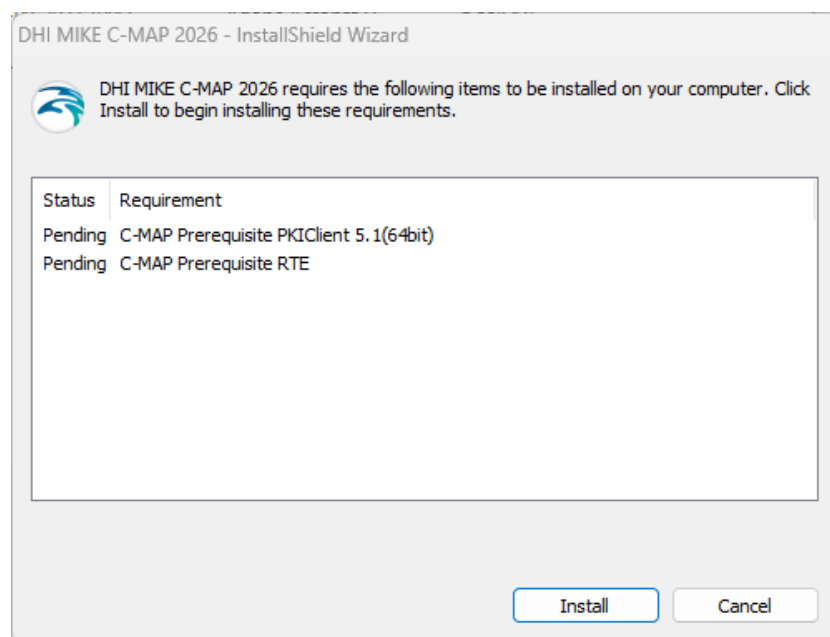 DHI MIKE C-MAP 2026 - InstallShield Wizard
DHI MIKE C-MAP 2026 requires the following items to be installed on your computer. Click
Install to begin installing these requirements.
Status Requirement
Pending C-MAP Prerequisite PKIClient 5.1(64bit)
Pending C-MAP Prerequisite RTE
Install Cancel